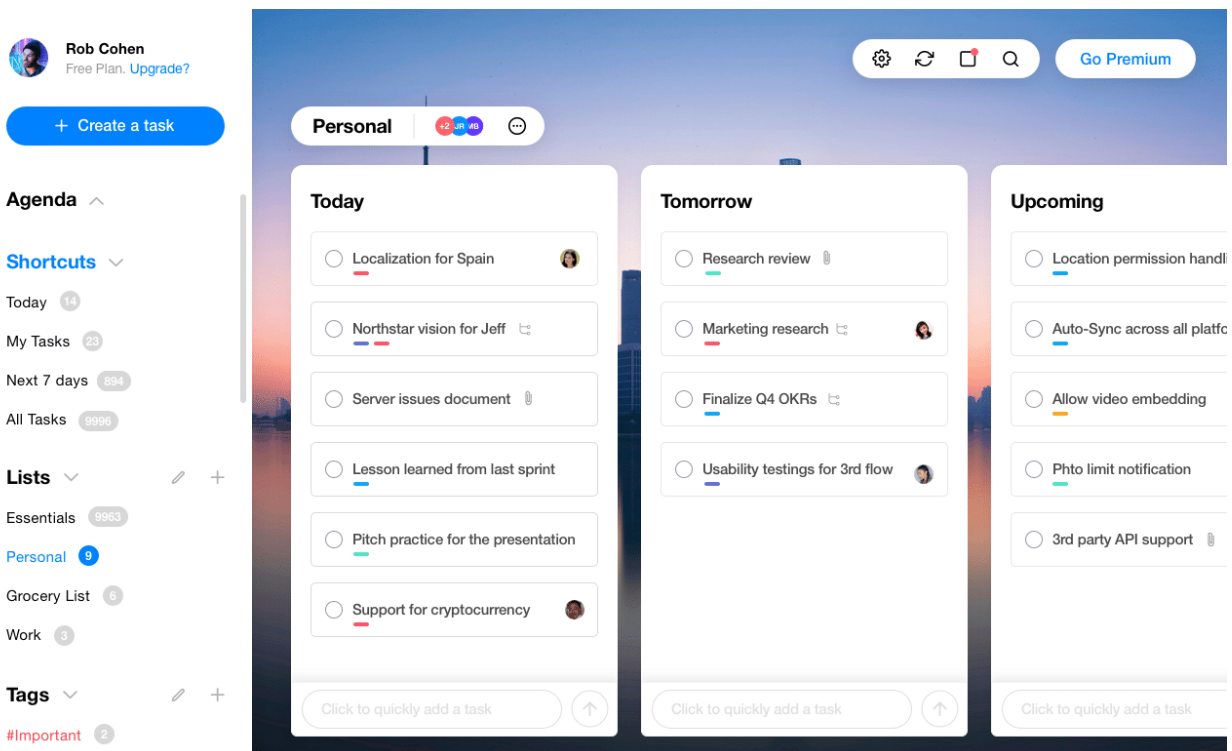 Rob Cohen
Free Plan. Upgrade?
+ Create a task
Agenda
Shortcuts
Today 14
My Tasks 23
Next 7 days 894
All Tasks 9996
Lists
Essentials 9963
Personal 9
Grocery List 6
Work 3
Tags
#Important 2
Go Premium
Personal +2 JR MB
Today
Localization for Spain
Northstar vision for Jeff
Server issues document
Lesson learned from last sprint
Pitch practice for the presentation
Support for cryptocurrency
Click to quickly add a task
Tomorrow
Research review
Marketing research
Finalize Q4 OKRs
Usability testings for 3rd flow
Click to quickly add a task
Upcoming
Location permission handli
Auto-Sync across all platfo
Allow video embedding
Phto limit notification
3rd party API support
Click to quickly add a task